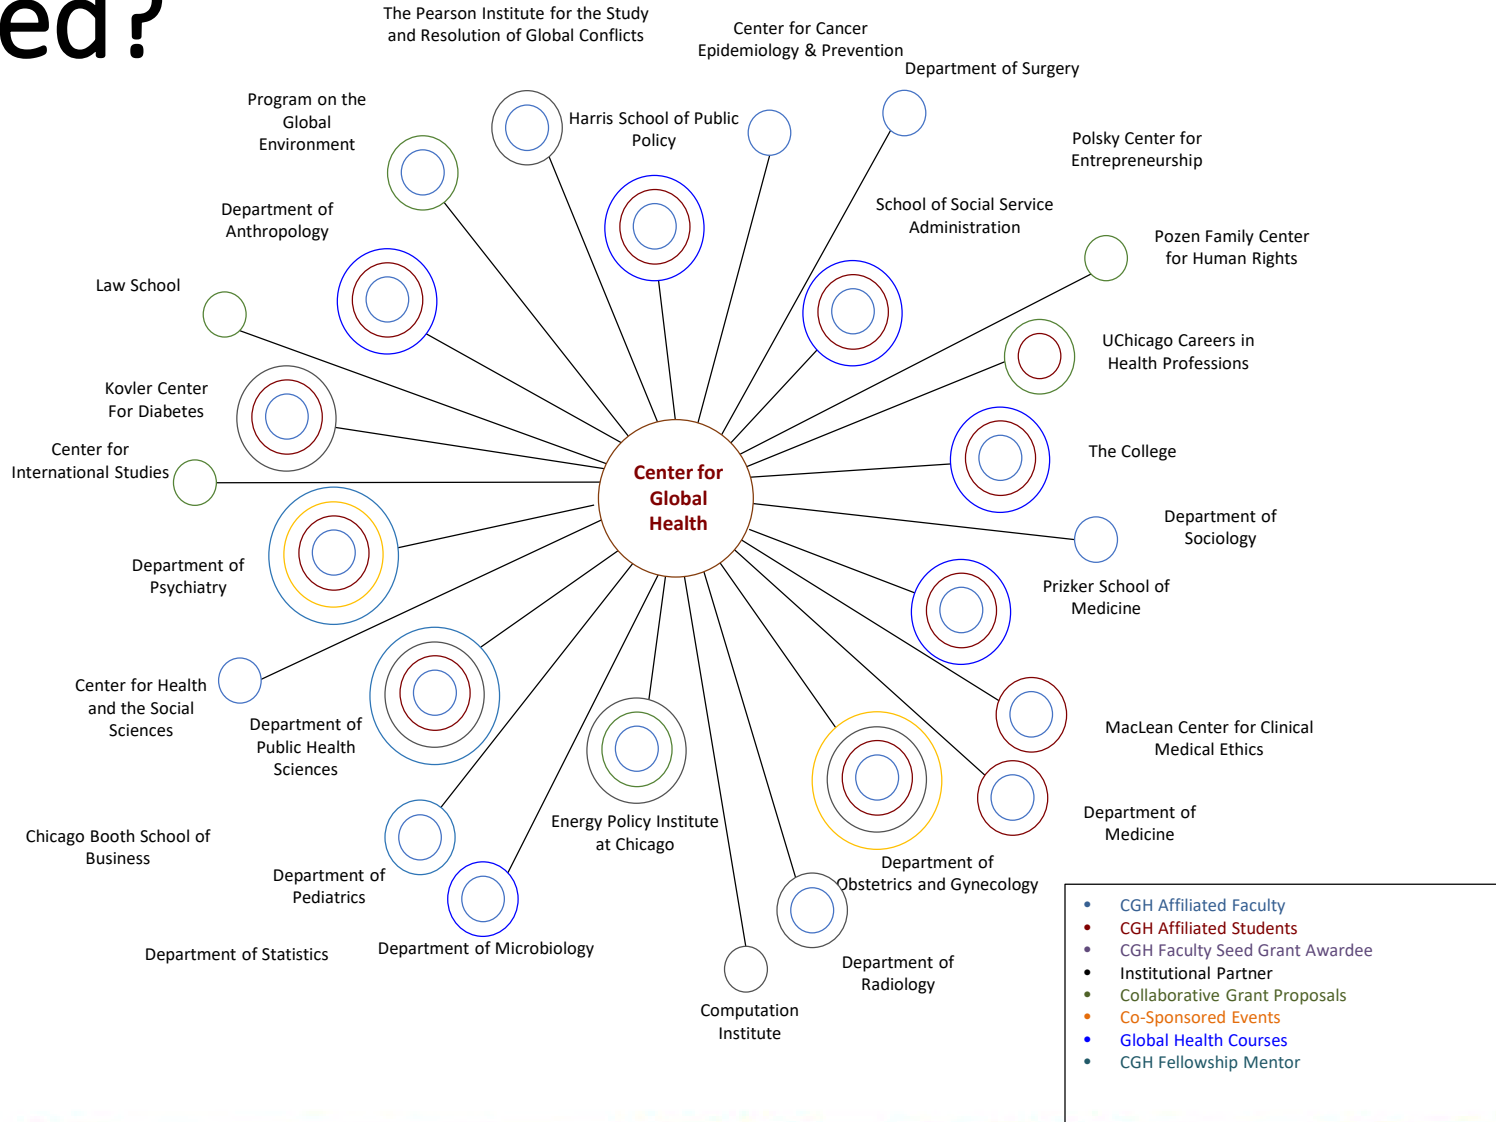 ed?
The Pearson Institute for the Study
and Resolution of Global Conflicts
Center for Cancer
Epidemiology & Prevention
Department of Surgery
Program on the
Global
Environment
Harris School of Public
Policy
Polsky Center for
Entrepreneurship
Department of
Anthropology
School of Social Service
Administration
Pozen Family Center
for Human Rights
Law School
UChicago Careers in
Health Professions
Kovler Center
For Diabetes
Center for
International Studies
The College
Center for
Global
Health
Department of
Sociology
Department of
Psychiatry
Prizker School of
Medicine
Center for Health
and the Social
Sciences
Department of
Public Health
Sciences
MacLean Center for Clinical
Medical Ethics
Energy Policy Institute
at Chicago
Department of
Medicine
Chicago Booth School of
Business
Department of
Pediatrics
Department of
Obstetrics and Gynecology
Department of Statistics
Department of Microbiology
Department of
Radiology
Computation
Institute
• CGH Affiliated Faculty
• CGH Affiliated Students
• CGH Faculty Seed Grant Awardee
• Institutional Partner
• Collaborative Grant Proposals
• Co-Sponsored Events
• Global Health Courses
• CGH Fellowship Mentor